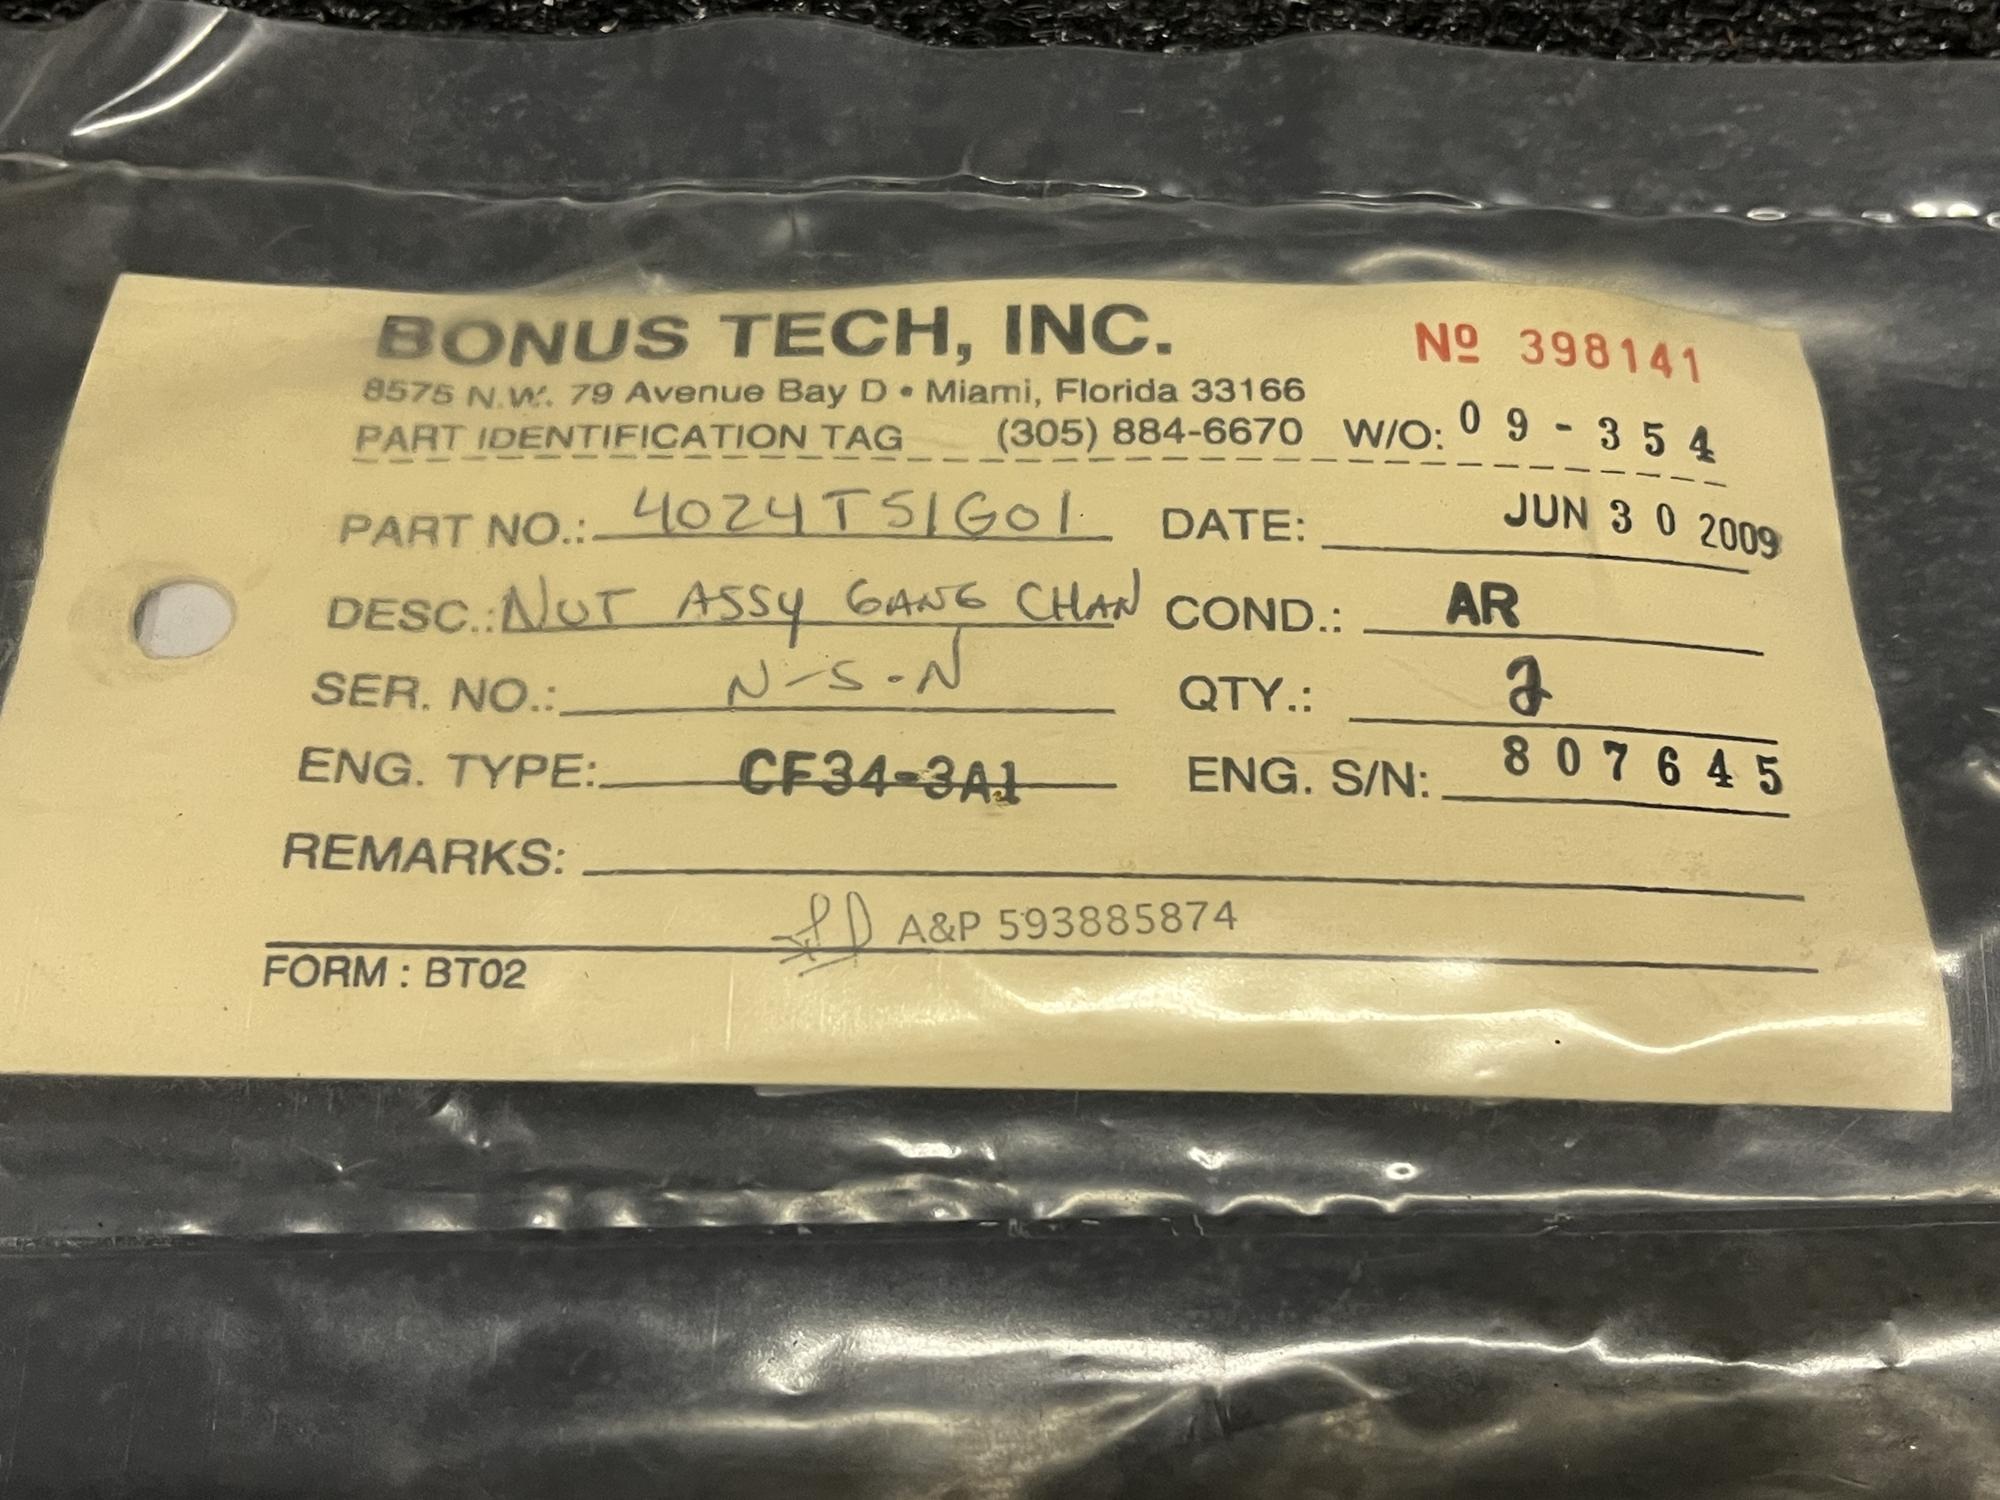 BONUS TECH, INC. Nº 398141
8575 N.W. 79 Avenue Bay D • Miami, Florida 33166
PART IDENTIFICATION TAG (305) 884-6670 W/O: 09-354
PART NO.: 4024T51G01 DATE: JUN 30 2009
DESC.: NUT ASSY GANG CHAN COND.: AR
SER. NO.: N-S-N QTY.: 2
ENG. TYPE: CF34-3A1 ENG. S/N: 807645
REMARKS:
A&P 593885874
FORM : BT02